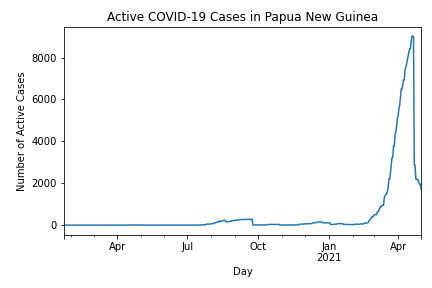 Active COVID-19 Cases in Papua New Guinea
Number of Active Cases
8000
6000
4000
2000
0
Apr Jul Oct Jan Apr
2021
Day